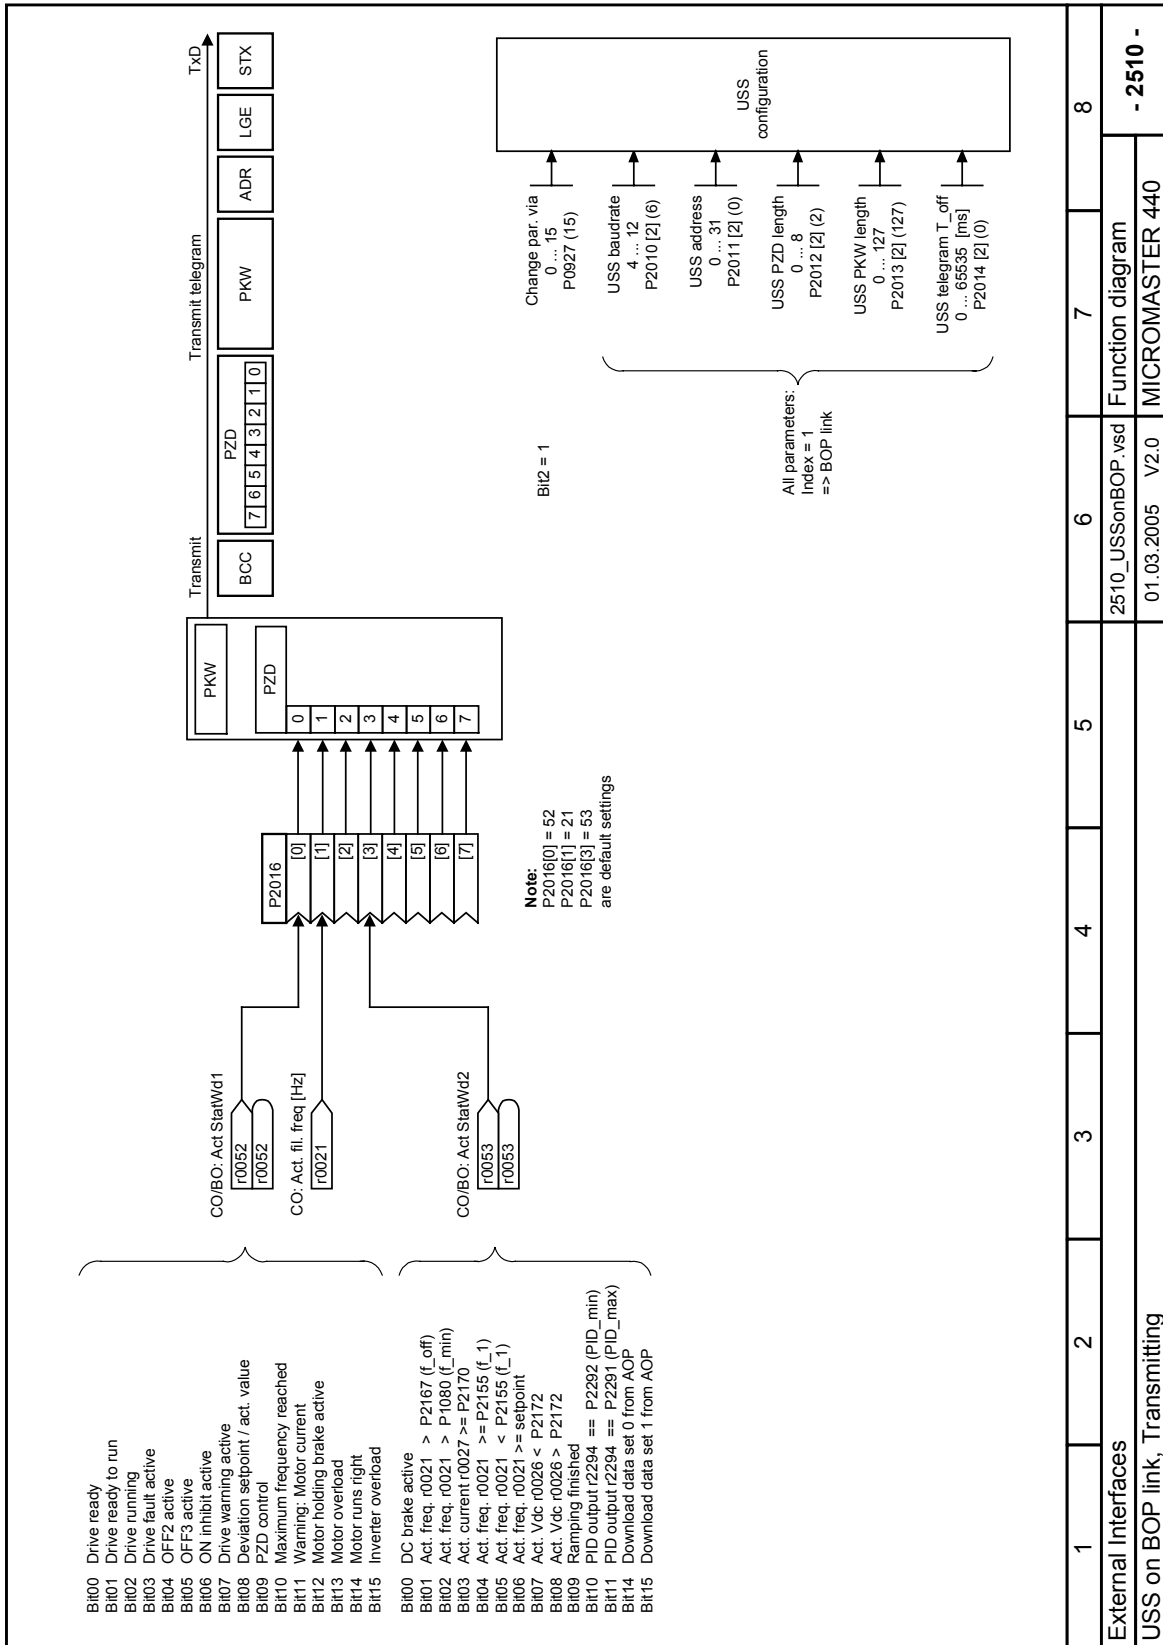 Bit00 Drive ready
Bit01 Drive ready to run
Bit02 Drive running
Bit03 Drive fault active
Bit04 OFF2 active
Bit05 OFF3 active
Bit06 ON inhibit active
Bit07 Drive warning active
Bit08 Deviation setpoint / act. value
Bit09 PZD control
Bit10 Maximum frequency reached
Bit11 Warning: Motor current
Bit12 Motor holding brake active
Bit13 Motor overload
Bit14 Motor runs right
Bit15 Inverter overload
Bit00 DC brake active
Bit01 Act. freq. r0021 > P2167 (f_off)
Bit02 Act. freq. r0021 > P1080 (f_min)
Bit03 Act. current r0027 >= P2170
Bit04 Act. freq. r0021 >= P2155 (f_1)
Bit05 Act. freq. r0021 < P2155 (f_1)
Bit06 Act. freq. r0021 >= setpoint
Bit07 Act. Vdc r0026 < P2172
Bit08 Act. Vdc r0026 > P2172
Bit09 Ramping finished
Bit10 PID output r2294 == P2292 (PID_min)
Bit11 PID output r2294 == P2291 (PID_max)
Bit14 Download data set 0 from AOP
Bit15 Download data set 1 from AOP
CO/BO: Act StatWd1
r0052
r0052
CO: Act. fil. freq [Hz]
r0021
CO/BO: Act StatWd2
r0053
r0053
P2016
[0]
[1]
[2]
[3]
[4]
[5]
[6]
[7]
Note:
P2016[0] = 52
P2016[1] = 21
P2016[3] = 53
are default settings
PKW
PZD
0
1
2
3
4
5
6
7
Transmit
Transmit telegram
TxD
BCC
PZD
7 6 5 4 3 2 1 0
PKW
ADR
LGE
STX
Bit2 = 1
Change par. via
0 ... 15
P0927 (15)
USS baudrate
4 ... 12
P2010 [2] (6)
USS address
0 ... 31
P2011 [2] (0)
USS PZD length
0 ... 8
P2012 [2] (2)
USS PKW length
0 ... 127
P2013 [2] (127)
USS telegram T_off
0 ... 65535 [ms]
P2014 [2] (0)
All parameters:
Index = 1
=> BOP link
USS
configuration
1 2 3 4 5 6 7 8
External Interfaces
USS on BOP link, Transmitting
2510_USSonBOP.vsd
01.03.2005 V2.0
Function diagram
MICROMASTER 440
- 2510 -